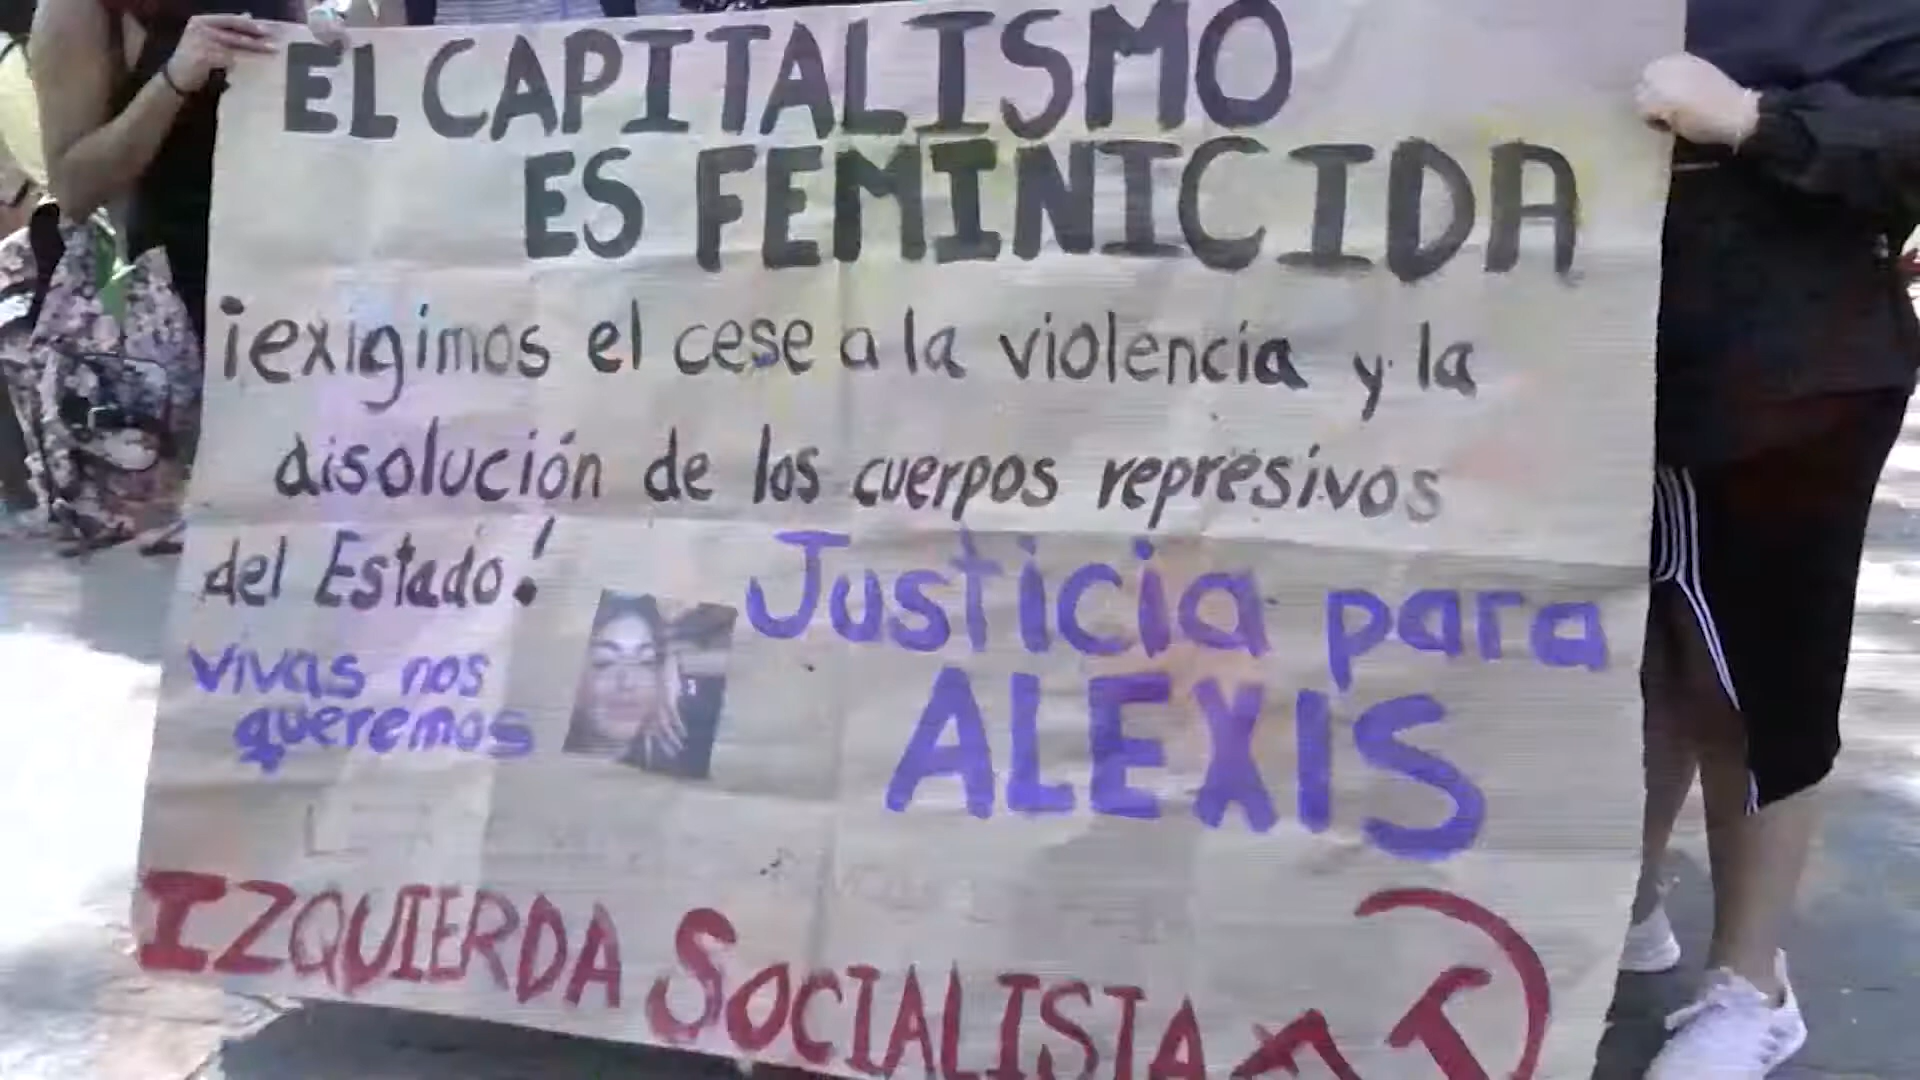 EL CAPITALISMO
ES FEMINICIDA
¡exigimos el cese a la violencia y la
disolución de los cuerpos represivos
del Estado!
Justicia para
ALEXIS
vivas nos
queremos
IZQUIERDA SOCIALISTA